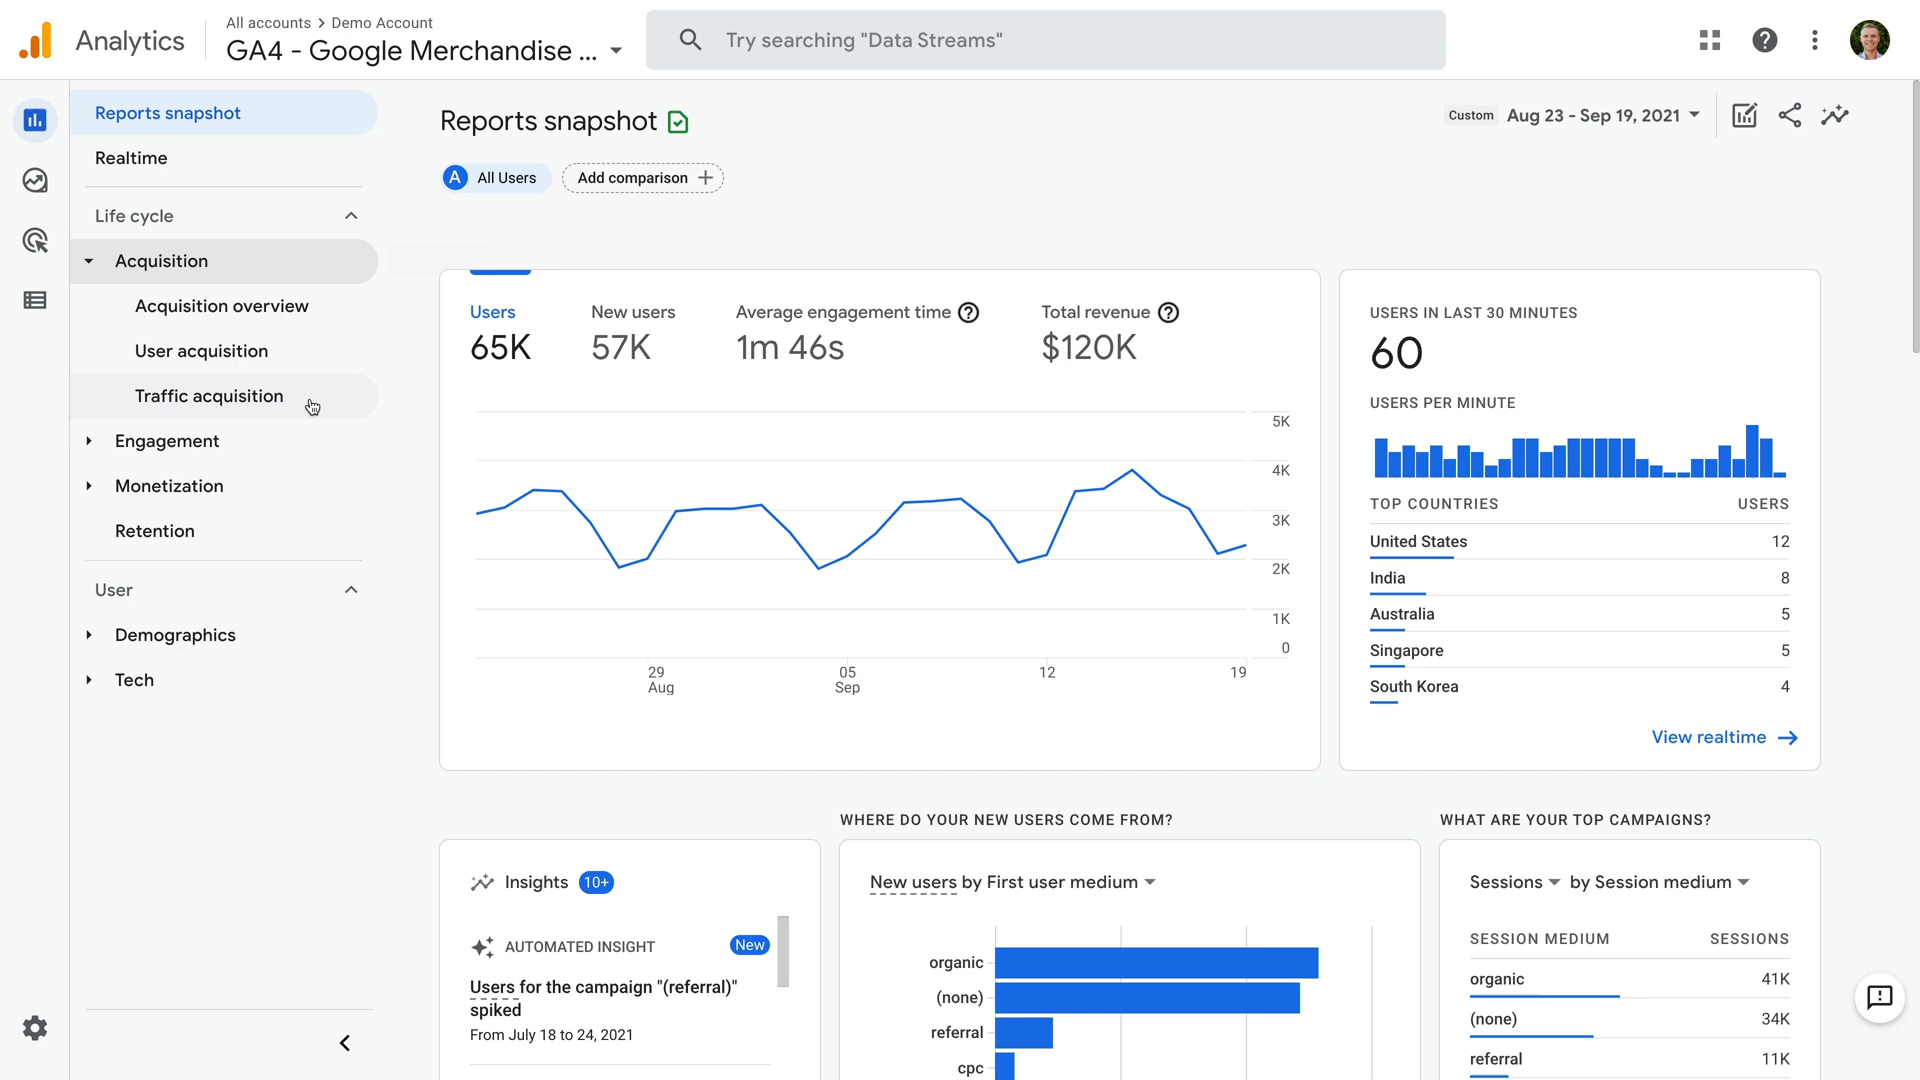 Analytics
All accounts > Demo Account
GA4 - Google Merchandise ...
Try searching "Data Streams"
Reports snapshot
Realtime
Life cycle
Acquisition
Acquisition overview
User acquisition
Traffic acquisition
Engagement
Monetization
Retention
User
Demographics
Tech
Reports snapshot
Custom Aug 23 - Sep 19, 2021
A All Users
Add comparison +
Users
65K
New users
57K
Average engagement time ?
1m 46s
Total revenue ?
$120K
5K
4K
3K
2K
1K
0
29
Aug
05
Sep
12
19
USERS IN LAST 30 MINUTES
60
USERS PER MINUTE
TOP COUNTRIES USERS
United States 12
India 8
Australia 5
Singapore 5
South Korea 4
View realtime
Insights 10+
AUTOMATED INSIGHT New
Users for the campaign "(referral)"
spiked
From July 18 to 24, 2021
WHERE DO YOUR NEW USERS COME FROM?
New users by First user medium
organic
(none)
referral
cpc
WHAT ARE YOUR TOP CAMPAIGNS?
Sessions by Session medium
SESSION MEDIUM SESSIONS
organic 41K
(none) 34K
referral 11K